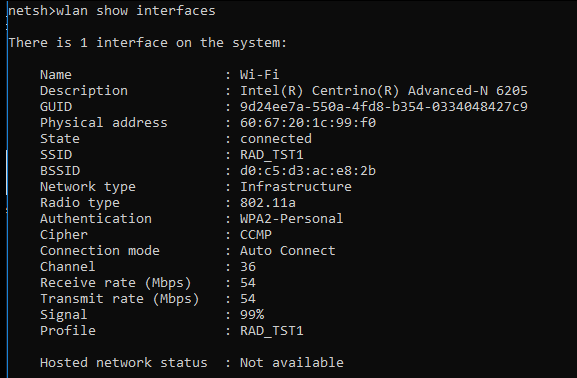 netsh>wlan show interfaces
There is 1 interface on the system:
Name : Wi-Fi
Description : Intel(R) Centrino(R) Advanced-N 6205
GUID : 9d24ee7a-550a-4fd8-b354-0334048427c9
Physical address : 60:67:20:1c:99:f0
State : connected
SSID : RAD_TST1
BSSID : d0:c5:d3:ac:e8:2b
Network type : Infrastructure
Radio type : 802.11a
Authentication : WPA2-Personal
Cipher : CCMP
Connection mode : Auto Connect
Channel : 36
Receive rate (Mbps) : 54
Transmit rate (Mbps) : 54
Signal : 99%
Profile : RAD_TST1
Hosted network status : Not available